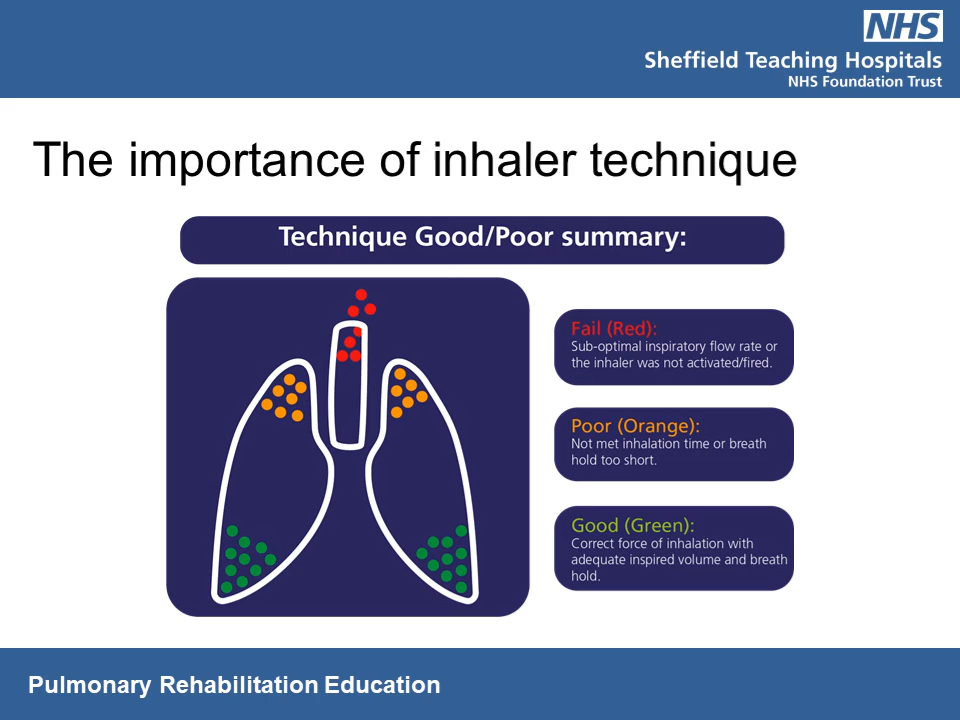 NHS
Sheffield Teaching Hospitals
NHS Foundation Trust
The importance of inhaler technique
Technique Good/Poor summary:
Fail (Red):
Sub-optimal inspiratory flow rate or
the inhaler was not activated/fired.
Poor (Orange):
Not met inhalation time or breath
hold too short.
Good (Green):
Correct force of inhalation with
adequate inspired volume and breath
hold.
Pulmonary Rehabilitation Education